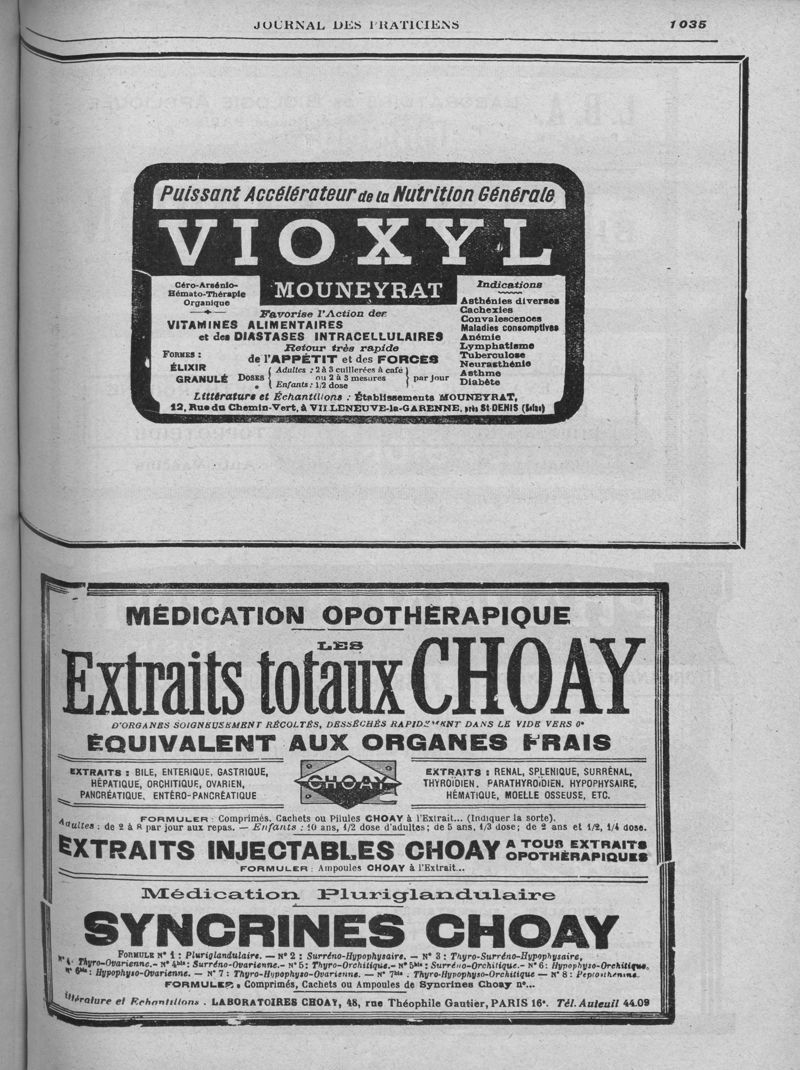 JOURNAL DES PRATICIENS
1035
Puissant Accélérateur de la Nutrition Générale
VIOXYL
MOUNEYRAT
Céro-Arsénio-
Hémato-Thérapie
Organique
Favorise l'Action des
VITAMINES ALIMENTAIRES
et des DIASTASES INTRACELLULAIRES
Retour très rapide
de l'APPÉTIT et des FORCES
FORMES :
ÉLIXIR
GRANULÉ
DOSES
Adultes : 2 à 3 cuillerées à café
ou 2 à 3 mesures
Enfants : 1/2 dose
par jour
Indications
Asthénies diverses
Cachexies
Convalescences
Maladies consomptives
Anémie
Lymphatisme
Tuberculose
Neurasthénie
Asthme
Diabète
Littérature et Échantillons : Établissements MOUNEYRAT,
12, Rue du Chemin-Vert, à VILLENEUVE-la-GARENNE, près St-DENIS (Seine)
MÉDICATION OPOTHÉRAPIQUE
LES
Extraits totaux CHOAY
D'ORGANES SOIGNEUSEMENT RÉCOLTÉS, DESSÉCHÉS RAPIDEMENT DANS LE VIDE VERS 0°
ÉQUIVALENT AUX ORGANES FRAIS
EXTRAITS : BILE, ENTERIQUE, GASTRIQUE,
HÉPATIQUE, ORCHITIQUE, OVARIEN,
PANCRÉATIQUE, ENTÉRO-PANCRÉATIQUE
CHOAY
EXTRAITS : RENAL, SPLENIQUE, SURRÉNAL,
THYROÏDIEN, PARATHYROÏDIEN, HYPOPHYSAIRE,
HÉMATIQUE, MOELLE OSSEUSE, ETC.
FORMULER : Comprimés, Cachets ou Pilules CHOAY à l'Extrait... (Indiquer la sorte).
Adultes : de 2 à 8 par jour aux repas. — Enfants : 10 ans, 1/2 dose d'adultes; de 5 ans, 1/3 dose; de 2 ans et 1/2, 1/4 dose.
EXTRAITS INJECTABLES CHOAY A TOUS EXTRAITS
OPOTHÉRAPIQUES
FORMULER : Ampoules CHOAY à l'Extrait...
Médication Pluriglandulaire
SYNCRINES CHOAY
FORMULE N° 1 : Pluriglandulaire. — N° 2 : Surréno-Hypophysaire. — N° 3 : Thyro-Surréno-Hypophysaire,
N° 4 : Thyro-Ovarienne.- N° 4bis : Surréno-Ovarienne.- N° 5 : Thyro-Orchitique.- N° 5bis : Surréno-Orchitique.- N° 6 : Hypophyso-Orchitique.
N° 6bis : Hypophyso-Ovarienne. — N° 7 : Thyro-Hypophyso-Ovarienne. — N° 7bis : Thyro-Hypophyso-Orchitique — N° 8 :
FORMULER : Comprimés, Cachets ou Ampoules de Syncrines Choay n°...
Littérature et Echantillons : LABORATOIRES CHOAY, 48, rue Théophile Gautier, PARIS 16e. Tél. Auteuil 44.09